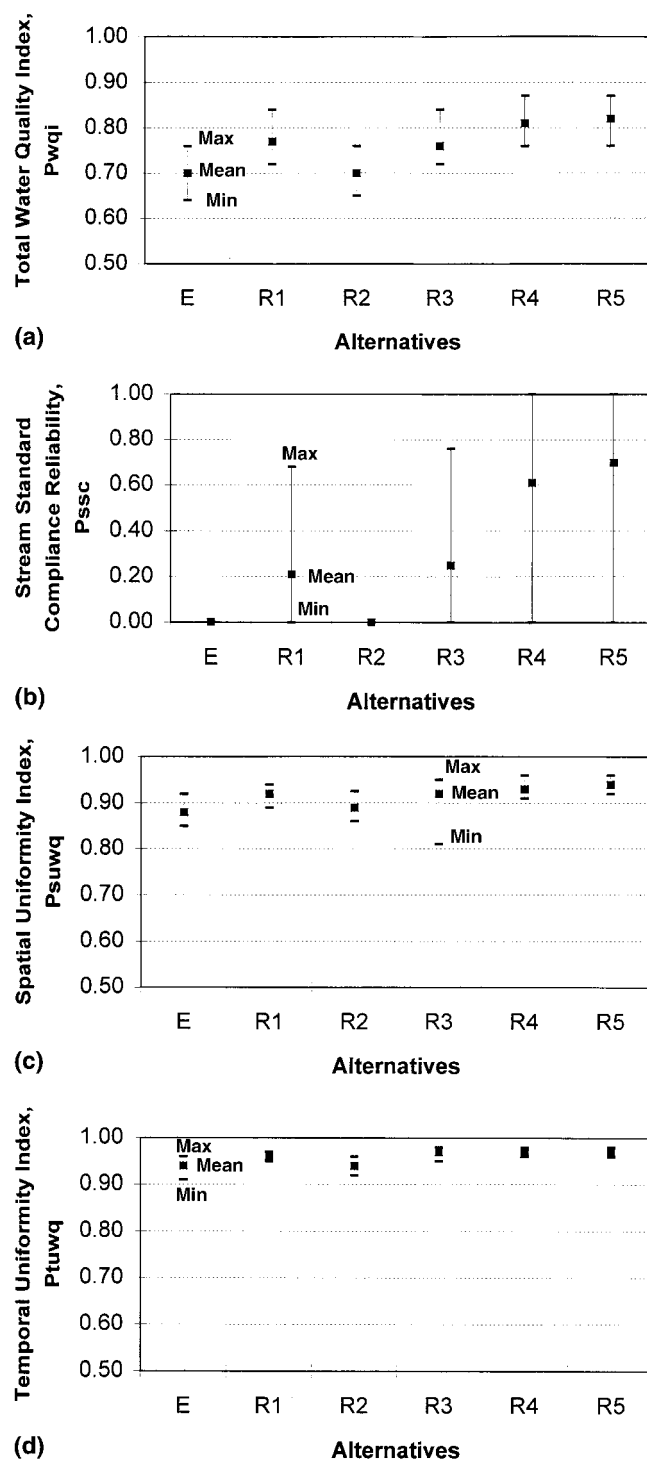 Total Water Quality Index,
Pwqi
1.00
0.90
0.80
0.70
0.60
0.50
Max
Mean
Min
E R1 R2 R3 R4 R5
(a)
Alternatives
Stream Standard
Compliance Reliability,
Pssc
1.00
0.80
0.60
0.40
0.20
0.00
Max
Mean
Min
E R1 R2 R3 R4 R5
(b)
Alternatives
Spatial Uniformity Index,
Psuwq
1.00
0.90
0.80
0.70
0.60
0.50
Max
Mean
Min
E R1 R2 R3 R4 R5
(c)
Alternatives
Temporal Uniformity Index,
Ptuwq
1.00
0.90
0.80
0.70
0.60
0.50
Max
Mean
Min
E R1 R2 R3 R4 R5
(d)
Alternatives